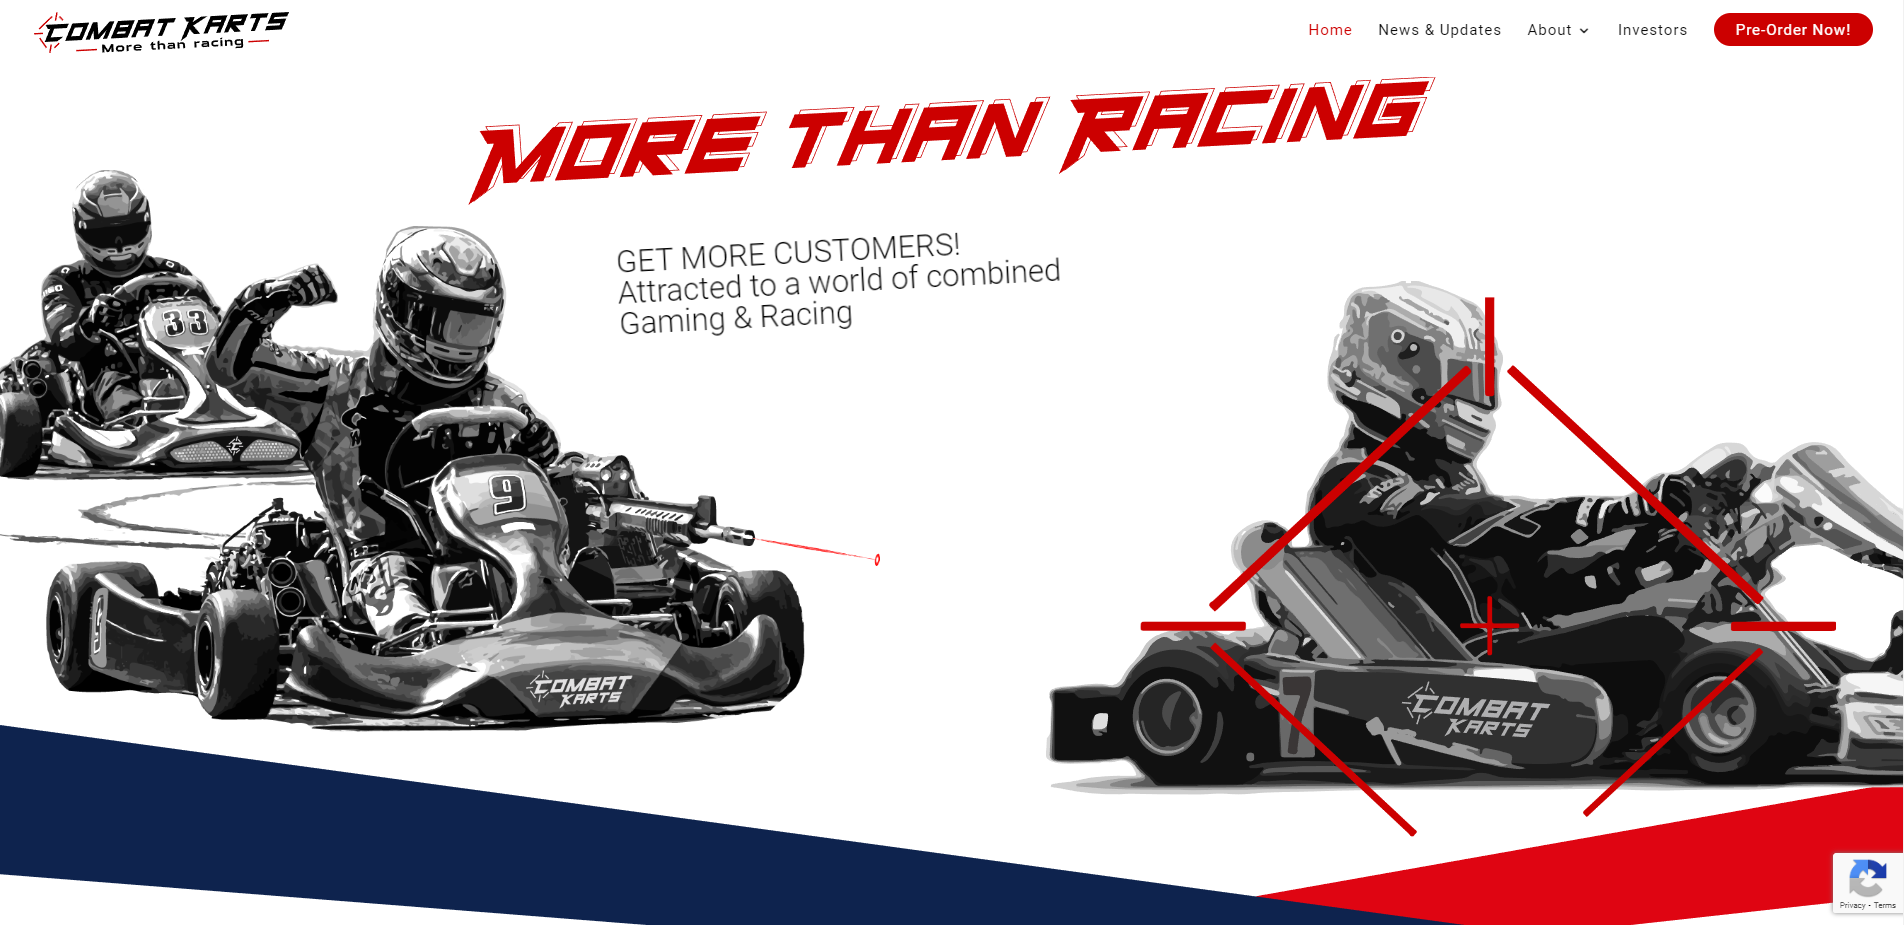 COMBAT KARTS
More than racing
Home
News & Updates
About
Investors
Pre-Order Now!
MORE THAN RACING
GET MORE CUSTOMERS!
Attracted to a world of combined
Gaming & Racing
33
9
COMBAT
KARTS
7
COMBAT
KARTS
Privacy - Terms